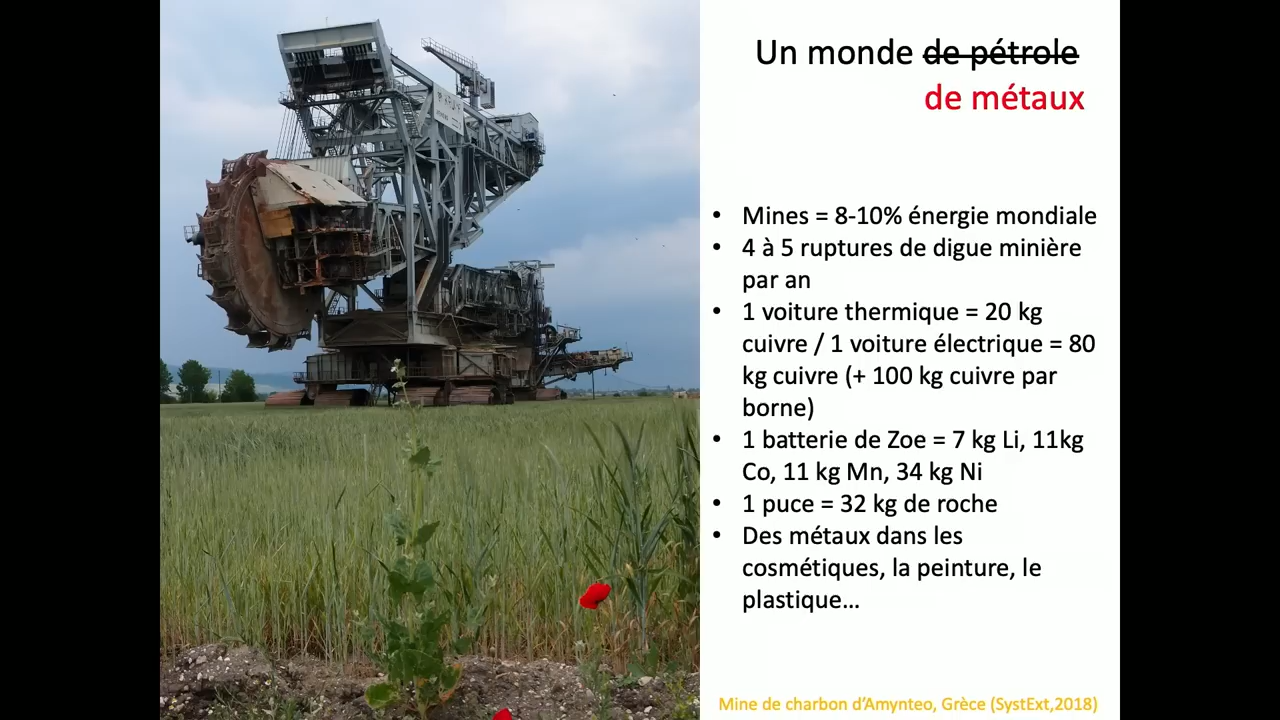 Un monde de pétrole
de métaux
• Mines = 8-10% énergie mondiale
• 4 à 5 ruptures de digue minière
par an
• 1 voiture thermique = 20 kg
cuivre / 1 voiture électrique = 80
kg cuivre (+ 100 kg cuivre par
borne)
• 1 batterie de Zoe = 7 kg Li, 11kg
Co, 11 kg Mn, 34 kg Ni
• 1 puce = 32 kg de roche
• Des métaux dans les
cosmétiques, la peinture, le
plastique…
Mine de charbon d’Amynteo, Grèce (SystExt,2018)